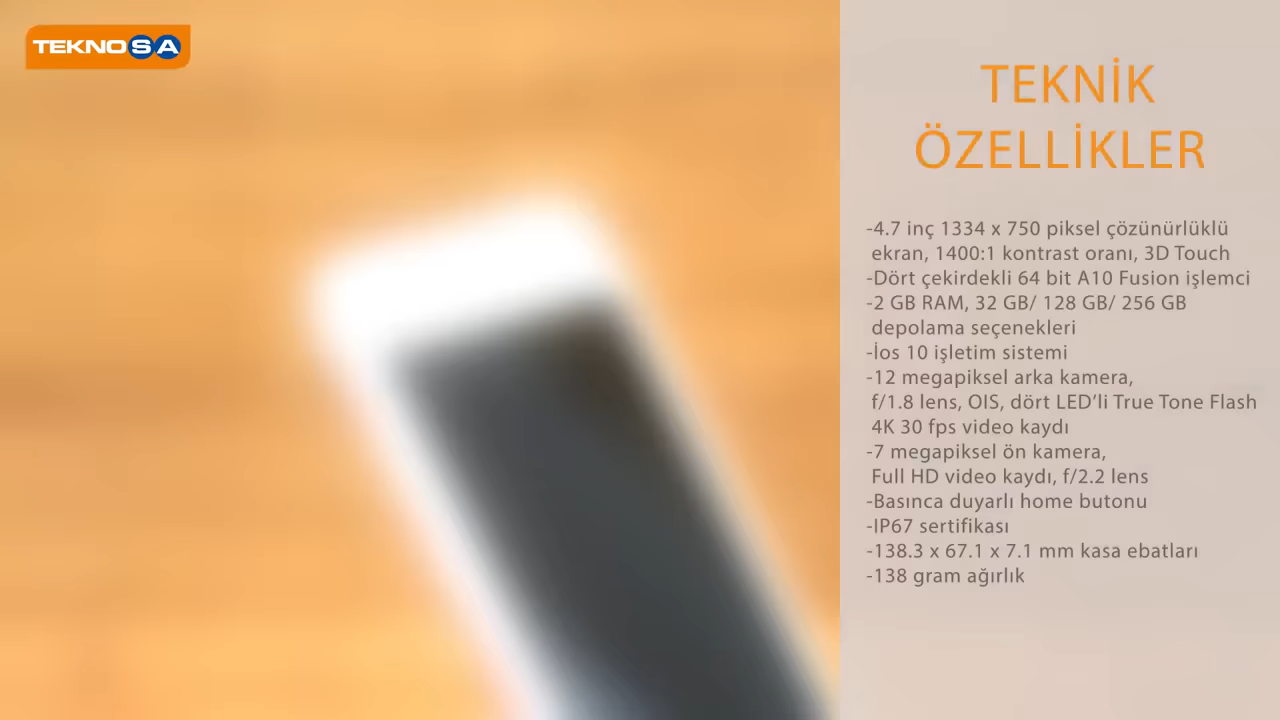 TEKNOSA
TEKNİK
ÖZELLİKLER
-4.7 inç 1334 x 750 piksel çözünürlüklü
ekran, 1400:1 kontrast oranı, 3D Touch
-Dört çekirdekli 64 bit A10 Fusion işlemci
-2 GB RAM, 32 GB/ 128 GB/ 256 GB
depolama seçenekleri
-İos 10 işletim sistemi
-12 megapiksel arka kamera,
f/1.8 lens, OIS, dört LED’li True Tone Flash
4K 30 fps video kaydı
-7 megapiksel ön kamera,
Full HD video kaydı, f/2.2 lens
-Basınca duyarlı home butonu
-IP67 sertifikası
-138.3 x 67.1 x 7.1 mm kasa ebatları
-138 gram ağırlık